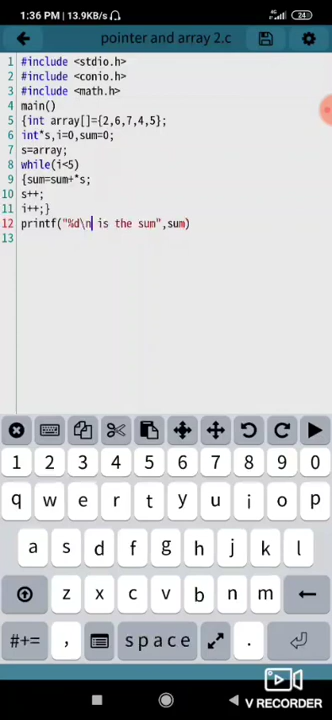 1:36 PM | 13.9KB/s
24
pointer and array 2.c
1 #include <stdio.h>
2 #include <conio.h>
3 #include <math.h>
4 main()
5 {int array[]={2,6,7,4,5};
6 int*s,i=0,sum=0;
7 s=array;
8 while(i<5)
9 {sum=sum+*s;
10 s++;
11 i++;}
12 printf("%d\n is the sum",sum)
13
1 2 3 4 5 6 7 8 9 0
q w e r t y u i o p
a s d f g h j k l
z x c v b n m
#+= , space .
V RECORDER